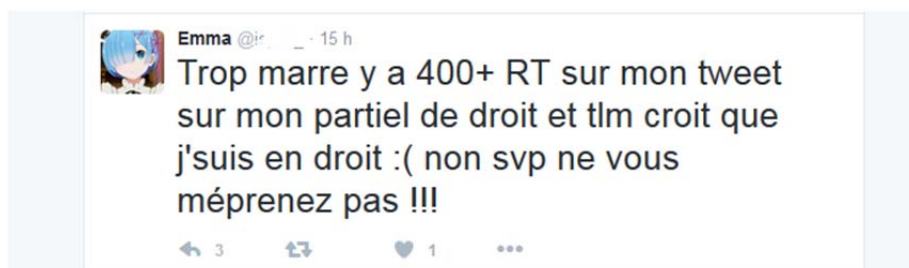 Emma @is _ · 15 h
Trop marre y a 400+ RT sur mon tweet
sur mon partiel de droit et tlm croit que
j'suis en droit :( non svp ne vous
méprenez pas !!!
3 1